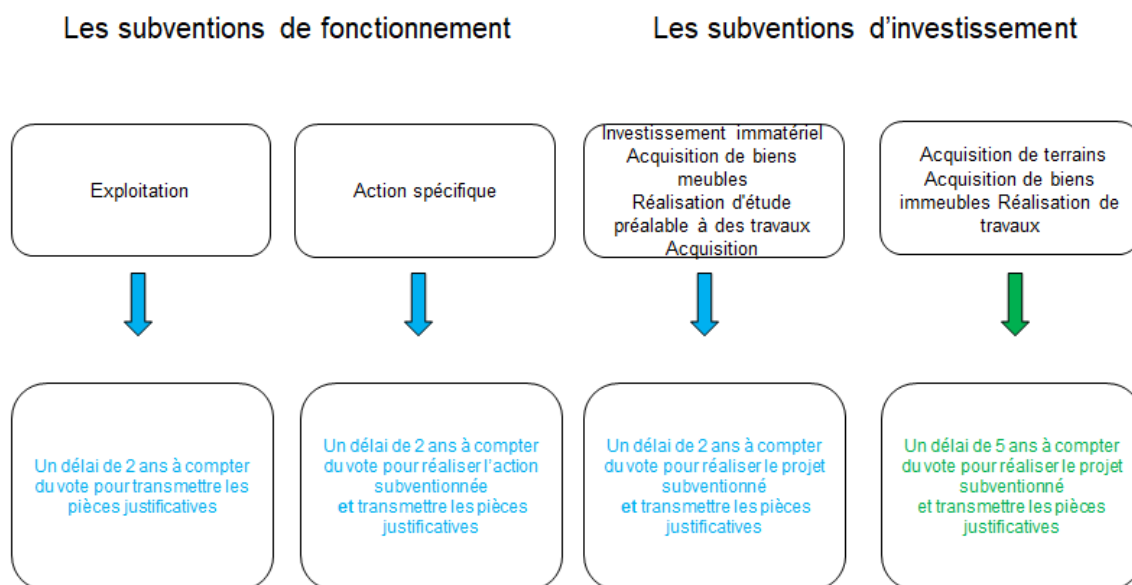 Les subventions de fonctionnement
Les subventions d'investissement
Exploitation
Action spécifique
Investissement immatériel
Acquisition de biens
meubles
Réalisation d'étude
préalable à des travaux
Acquisition
Acquisition de terrains
Acquisition de biens
immeubles Réalisation de
travaux
Un délai de 2 ans à compter
du vote pour transmettre les
pièces justificatives
Un délai de 2 ans à compter
du vote pour réaliser l'action
subventionnée
et transmettre les pièces
justificatives
Un délai de 2 ans à compter
du vote pour réaliser le projet
subventionné
et transmettre les pièces
justificatives
Un délai de 5 ans à compter
du vote pour réaliser le projet
subventionné
et transmettre les pièces
justificatives